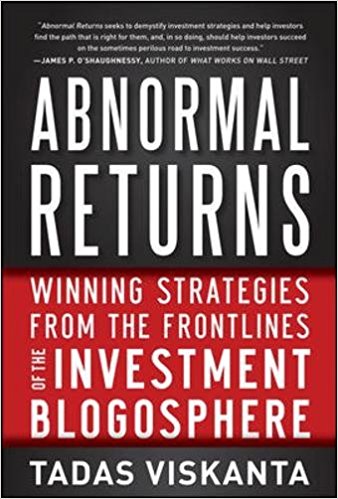 "Abnormal Returns seeks to demystify investment strategies and help investors
find the path that is right for them, and, in so doing, should help investors
succeed on the sometimes perilous road to investment success."
—JAMES P. O'SHAUGHNESSY, AUTHOR OF WHAT WORKS ON WALL STREET
ABNORMAL
RETURNS
WINNING STRATEGIES
FROM THE FRONTLINES
OF THE INVESTMENT
BLOGOSPHERE
TADAS VISKANTA